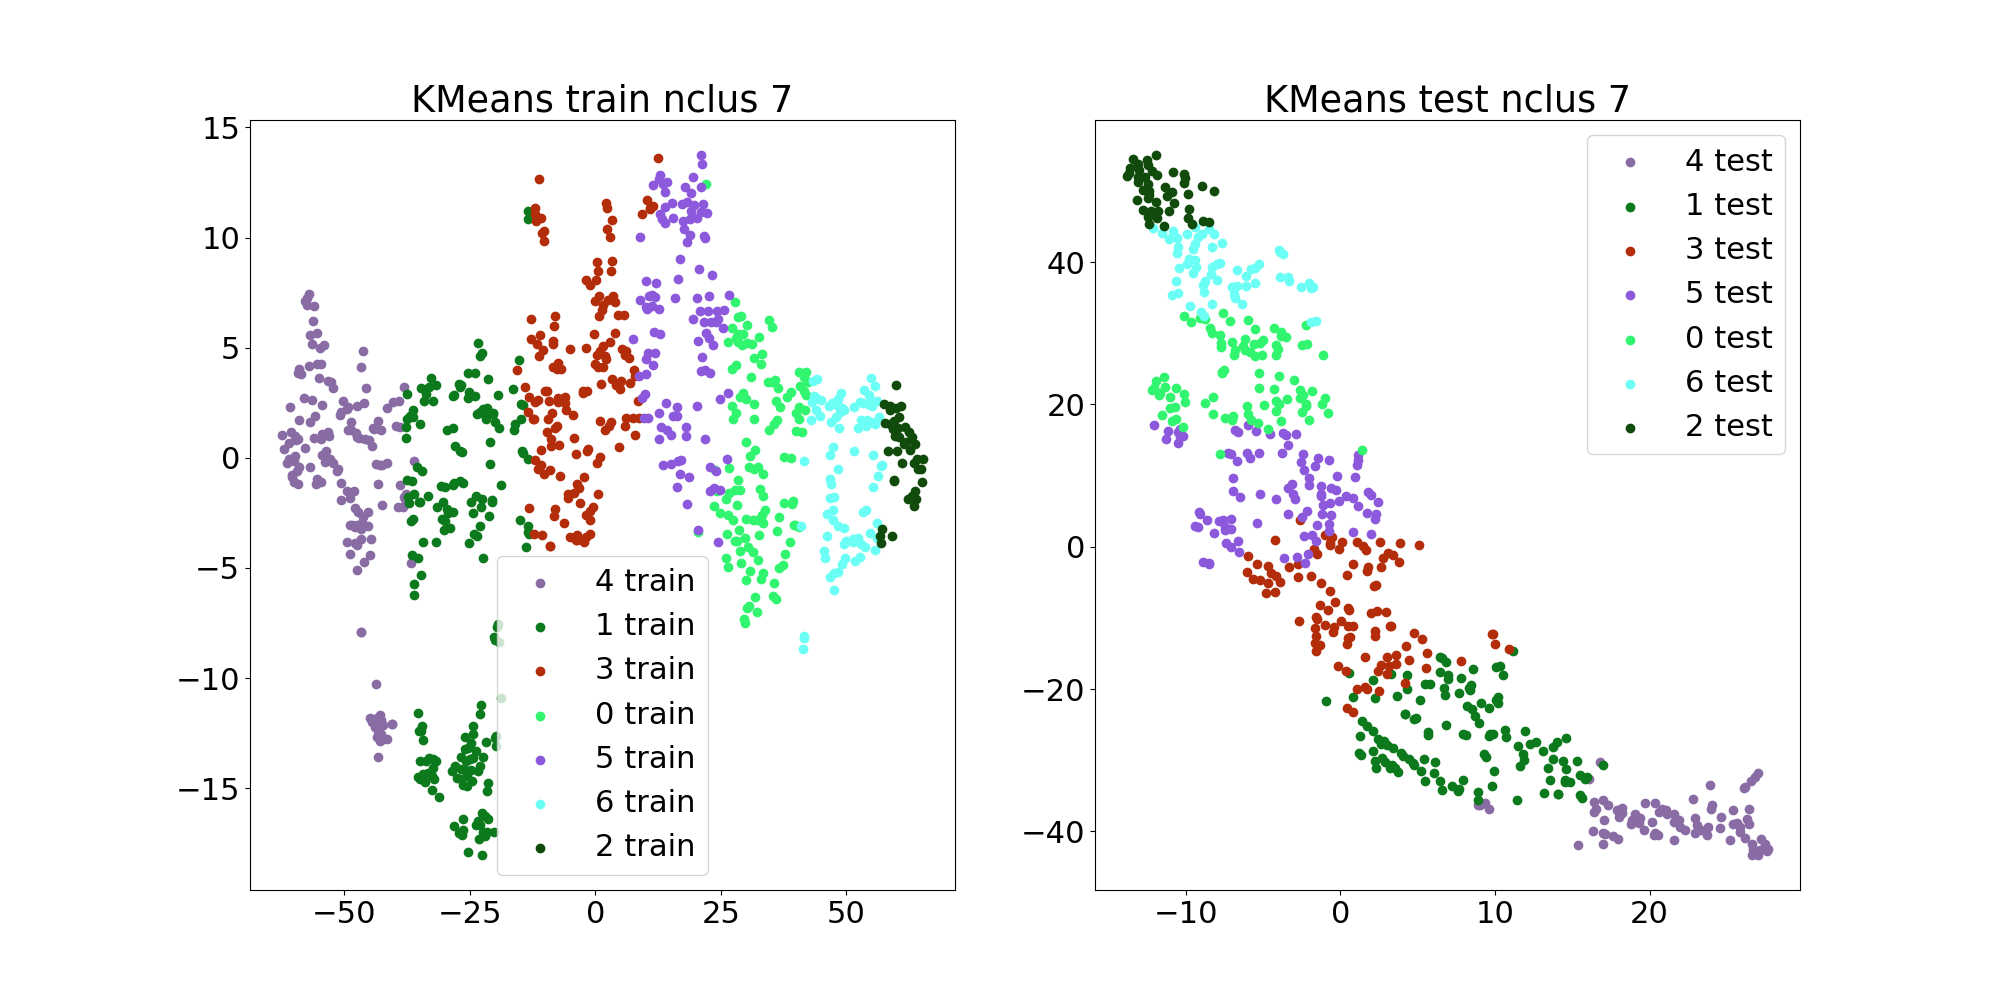 KMeans train nclus 7
15
10
5
0
−5
−10
−15
−50
−25
0
25
50
4 train
1 train
3 train
0 train
5 train
6 train
2 train
KMeans test nclus 7
40
20
0
−20
−40
−10
0
10
20
4 test
1 test
3 test
5 test
0 test
6 test
2 test